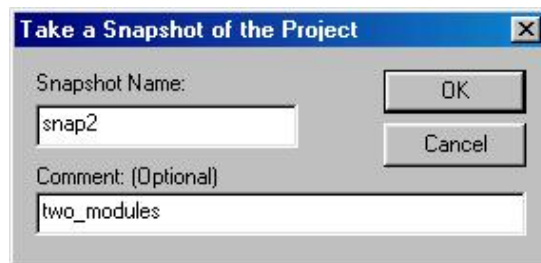 Take a Snapshot of the Project
Snapshot Name:
OK
snap2
Cancel
Comment: (Optional)
two_modules